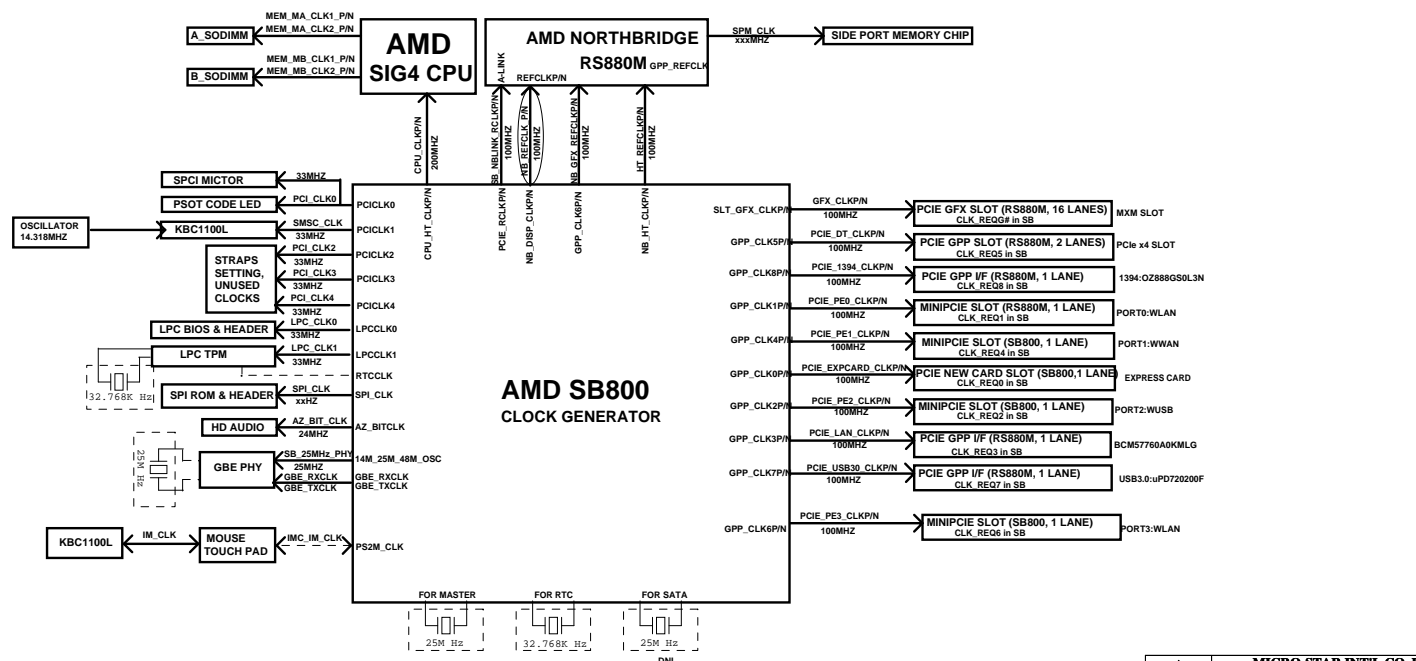 MEM_MA_CLK1_P/N
MEM_MA_CLK2_P/N
A_SODIMM
MEM_MB_CLK1_P/N
MEM_MB_CLK2_P/N
B_SODIMM
AMD
SIG4 CPU
AMD NORTHBRIDGE
RS880M GPP_REFCLK
A-LINK
REFCLKP/N
SPM_CLK
xxxMHZ
SIDE PORT MEMORY CHIP
CPU_CLKP/N
200MHZ
SB_NBLINK_RCLKP/N
100MHZ
NB_REFCLK_P/N
100MHZ
NB_GFX_REFCLKP/N
100MHZ
HT_REFCLKP/N
100MHZ
SPCI MICTOR
33MHZ
PSOT CODE LED
PCI_CLK0
PCICLK0
OSCILLATOR
14.318MHZ
KBC1100L
SMSC_CLK
33MHZ
PCICLK1
STRAPS
SETTING,
UNUSED
CLOCKS
PCI_CLK2
33MHZ
PCICLK2
PCI_CLK3
33MHZ
PCICLK3
PCI_CLK4
33MHZ
PCICLK4
LPC BIOS & HEADER
LPC_CLK0
33MHZ
LPCCLK0
LPC TPM
LPC_CLK1
33MHZ
LPCCLK1
RTCCLK
32.768K Hz
SPI ROM & HEADER
SPI_CLK
xxHZ
SPI_CLK
HD AUDIO
AZ_BIT_CLK
24MHZ
AZ_BITCLK
25M Hz
GBE PHY
SB_25MHz_PHY
25MHZ
14M_25M_48M_OSC
GBE_RXCLK
GBE_TXCLK
GBE_RXCLK
GBE_TXCLK
KBC1100L
IM_CLK
MOUSE
TOUCH PAD
IMC_IM_CLK
PS2M_CLK
CPU_HT_CLKP/N
PCIE_RCLKP/N
NB_DISP_CLKP/N
GPP_CLK6P/N
NB_HT_CLKP/N
AMD SB800
CLOCK GENERATOR
SLT_GFX_CLKP/N
GFX_CLKP/N
100MHZ
PCIE GFX SLOT (RS880M, 16 LANES)
CLK_REQG# in SB
MXM SLOT
GPP_CLK5P/N
PCIE_DT_CLKP/N
100MHZ
PCIE GPP SLOT (RS880M, 2 LANES)
CLK_REQ5 in SB
PCIe x4 SLOT
GPP_CLK8P/N
PCIE_1394_CLKP/N
100MHZ
PCIE GPP I/F (RS880M, 1 LANE)
CLK_REQ8 in SB
1394:OZ888GS0L3N
GPP_CLK1P/N
PCIE_PE0_CLKP/N
100MHZ
MINIPCIE SLOT (RS880M, 1 LANE)
CLK_REQ1 in SB
PORT0:WLAN
GPP_CLK4P/N
PCIE_PE1_CLKP/N
100MHZ
MINIPCIE SLOT (SB800, 1 LANE)
CLK_REQ4 in SB
PORT1:WWAN
GPP_CLK0P/N
PCIE_EXPCARD_CLKP/N
100MHZ
PCIE NEW CARD SLOT (SB800,1 LANE)
CLK_REQ0 in SB
EXPRESS CARD
GPP_CLK2P/N
PCIE_PE2_CLKP/N
100MHZ
MINIPCIE SLOT (SB800, 1 LANE)
CLK_REQ2 in SB
PORT2:WUSB
GPP_CLK3P/N
PCIE_LAN_CLKP/N
100MHZ
PCIE GPP I/F (RS880M, 1 LANE)
CLK_REQ3 in SB
BCM57760A0KMLG
GPP_CLK7P/N
PCIE_USB30_CLKP/N
100MHZ
PCIE GPP I/F (RS880M, 1 LANE)
CLK_REQ7 in SB
USB3.0:uPD720200F
GPP_CLK6P/N
PCIE_PE3_CLKP/N
100MHZ
MINIPCIE SLOT (SB800, 1 LANE)
CLK_REQ6 in SB
PORT3:WLAN
FOR MASTER
25M Hz
FOR RTC
32.768K Hz
FOR SATA
25M Hz